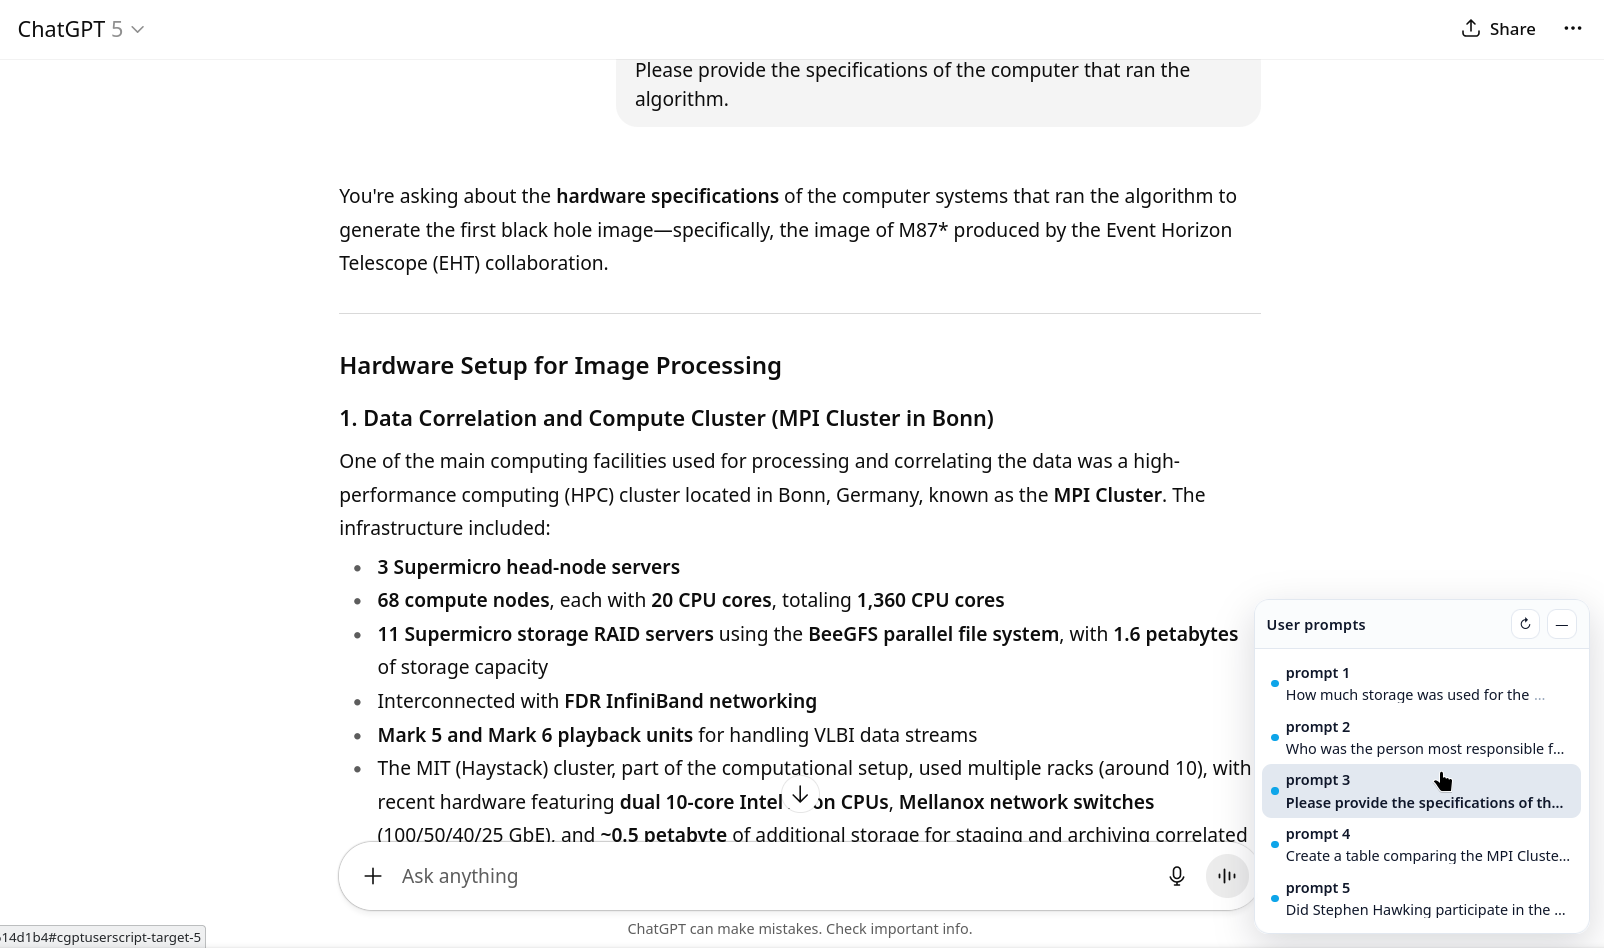 ChatGPT 5
Share
Please provide the specifications of the computer that ran the
algorithm.
You're asking about the hardware specifications of the computer systems that ran the algorithm to
generate the first black hole image—specifically, the image of M87* produced by the Event Horizon
Telescope (EHT) collaboration.
Hardware Setup for Image Processing
1. Data Correlation and Compute Cluster (MPI Cluster in Bonn)
One of the main computing facilities used for processing and correlating the data was a high-
performance computing (HPC) cluster located in Bonn, Germany, known as the MPI Cluster. The
infrastructure included:
3 Supermicro head-node servers
68 compute nodes, each with 20 CPU cores, totaling 1,360 CPU cores
11 Supermicro storage RAID servers using the BeeGFS parallel file system, with 1.6 petabytes
of storage capacity
Interconnected with FDR InfiniBand networking
Mark 5 and Mark 6 playback units for handling VLBI data streams
The MIT (Haystack) cluster, part of the computational setup, used multiple racks (around 10), with
recent hardware featuring dual 10-core Intel on CPUs, Mellanox network switches
(100/50/40/25 GbE), and ~0.5 petabyte of additional storage for staging and archiving correlated
Ask anything
ChatGPT can make mistakes. Check important info.
User prompts
prompt 1
How much storage was used for the ...
prompt 2
Who was the person most responsible f...
prompt 3
Please provide the specifications of th...
prompt 4
Create a table comparing the MPI Cluste...
prompt 5
Did Stephen Hawking participate in the ...
14d1b4#cgptuserscript-target-5